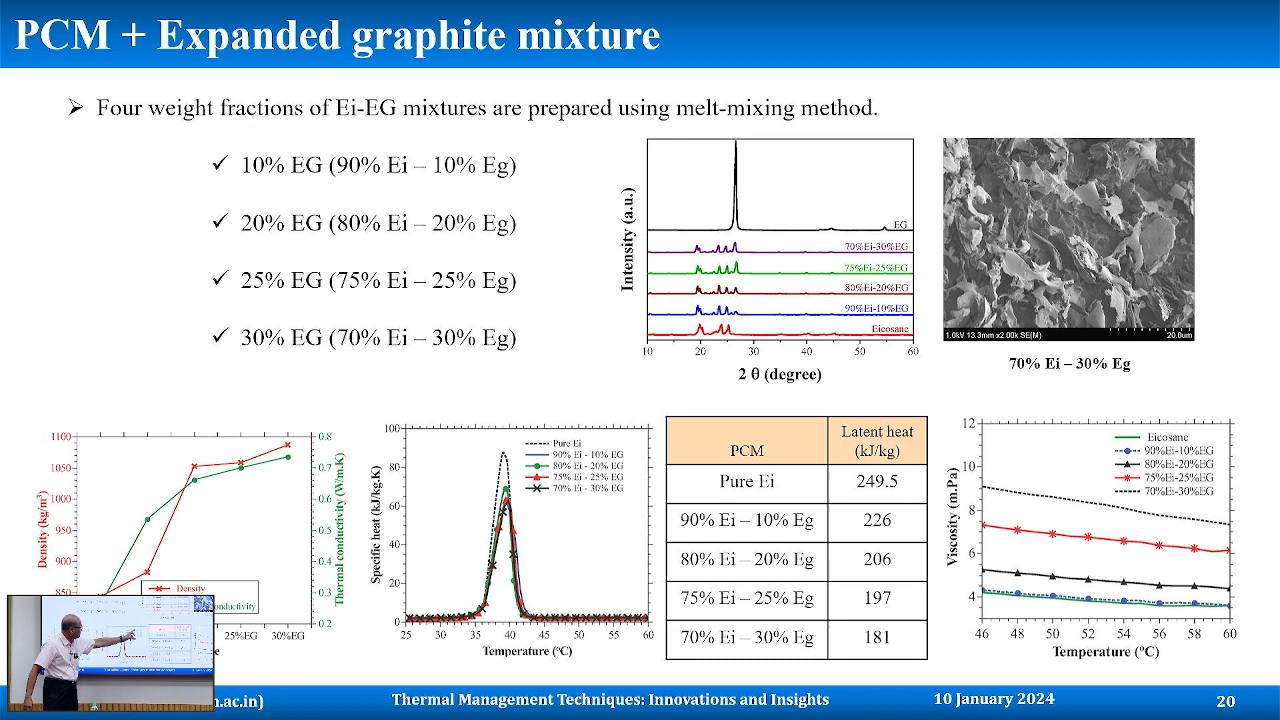 PCM + Expanded graphite mixture
➢ Four weight fractions of Ei-EG mixtures are prepared using melt-mixing method.
✓ 10% EG (90% Ei – 10% Eg)
✓ 20% EG (80% Ei – 20% Eg)
✓ 25% EG (75% Ei – 25% Eg)
✓ 30% EG (70% Ei – 30% Eg)
Intensity (a.u.)
EG
70%Ei-30%EG
75%Ei-25%EG
80%Ei-20%EG
90%Ei-10%EG
Eicosane
10 20 30 40 50 60
2 θ (degree)
1.0kV 13.3mm x2.00k SE(M) 20.0um
70% Ei – 30% Eg
Density (kg/m³)
1100
1050
1000
950
900
850
Thermal conductivity (W/m.K)
0.8
0.7
0.6
0.5
0.4
0.3
0.2
Density
onductivity
25%EG 30%EG
Specific heat (kJ/kg.K)
100
80
60
40
20
0
Pure Ei
90% Ei - 10% EG
80% Ei - 20% EG
75% Ei - 25% EG
70% Ei - 30% EG
25 30 35 40 45 50 55 60
Temperature (ºC)
PCM Latent heat (kJ/kg)
Pure Ei 249.5
90% Ei – 10% Eg 226
80% Ei – 20% Eg 206
75% Ei – 25% Eg 197
70% Ei – 30% Eg 181
Viscosity (m.Pa)
12
10
8
6
4
Eicosane
90%Ei-10%EG
80%Ei-20%EG
75%Ei-25%EG
70%Ei-30%EG
46 48 50 52 54 56 58 60
Temperature (ºC)
n.ac.in) Thermal Management Techniques: Innovations and Insights 10 January 2024 20